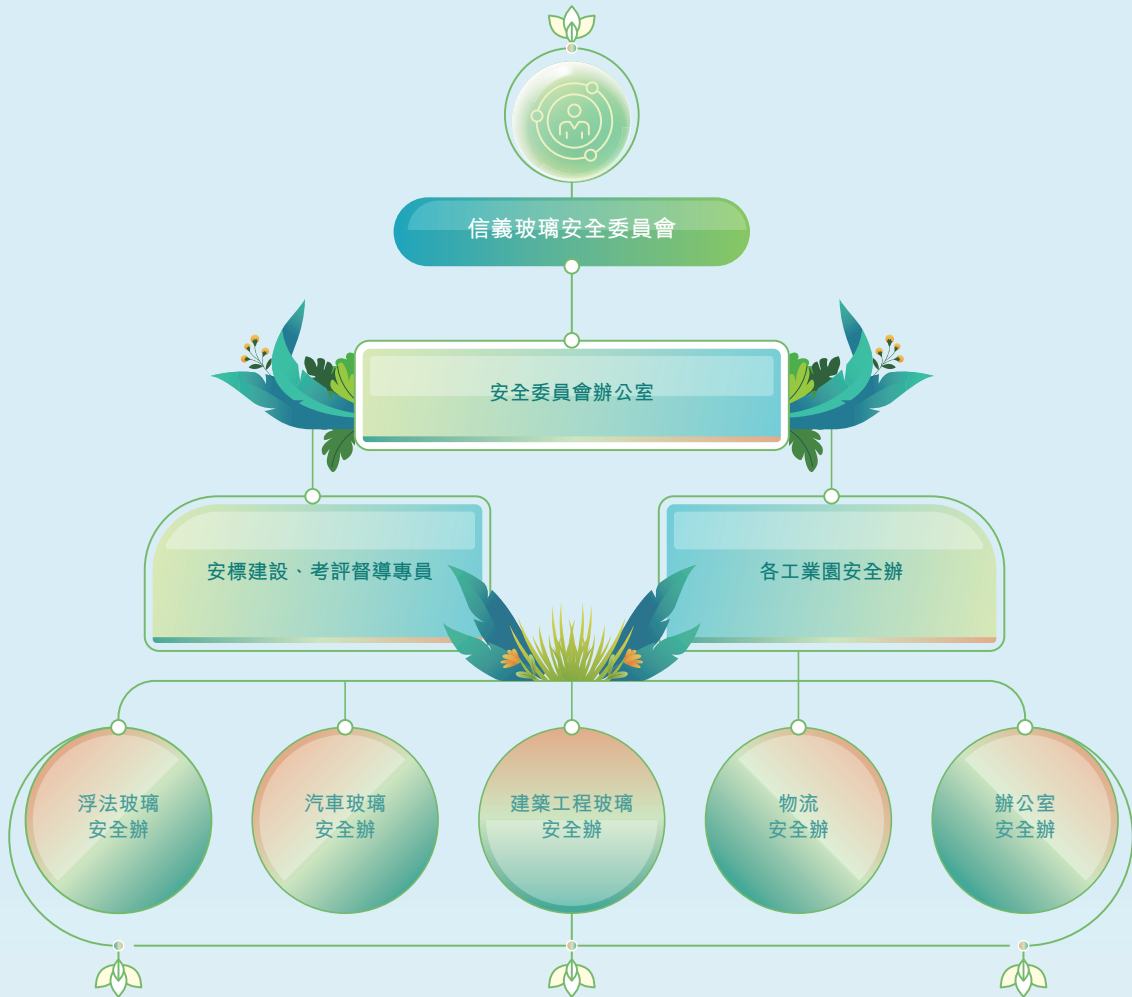 信義玻璃安全委員會
安全委員會辦公室
安標建設、考評督導專員
各工業園安全辦
浮法玻璃
安全辦
汽車玻璃
安全辦
建築工程玻璃
安全辦
物流
安全辦
辦公室
安全辦